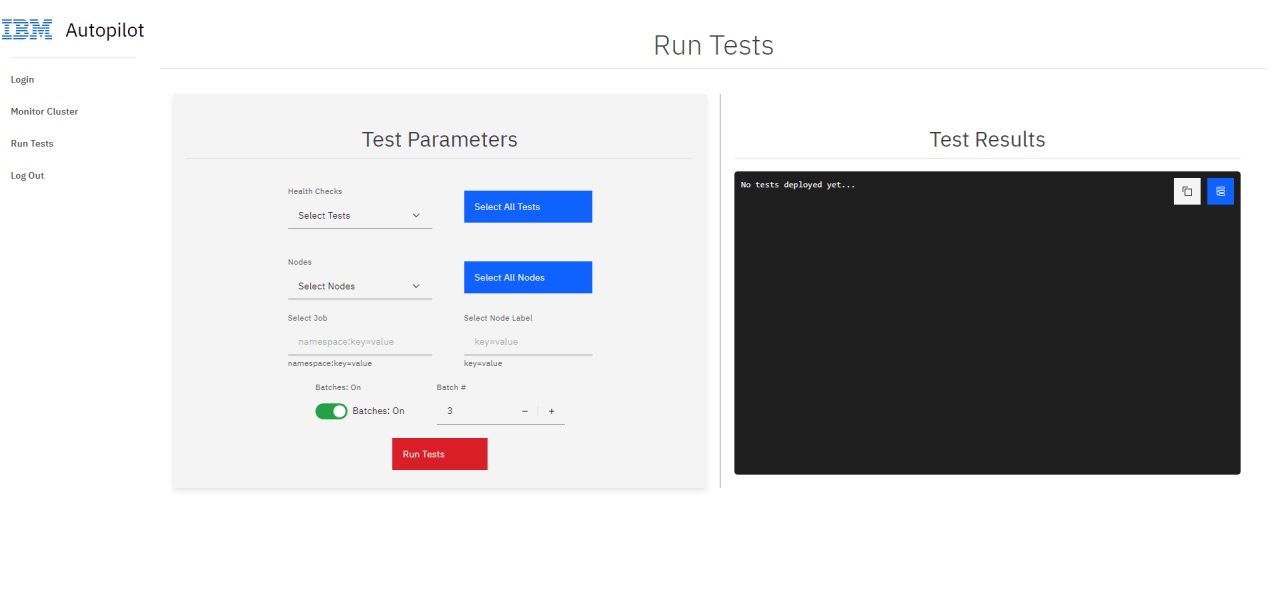 IBM Autopilot
Login
Monitor Cluster
Run Tests
Log Out
Run Tests
Test Parameters
Health Checks
Select Tests
Select All Tests
Nodes
Select Nodes
Select All Nodes
Select Job
Select Node Label
namespace:key=value
key=value
namespace:key=value
key=value
Batches: On
Batch #
Batches: On
3
Run Tests
Test Results
No tests deployed yet...